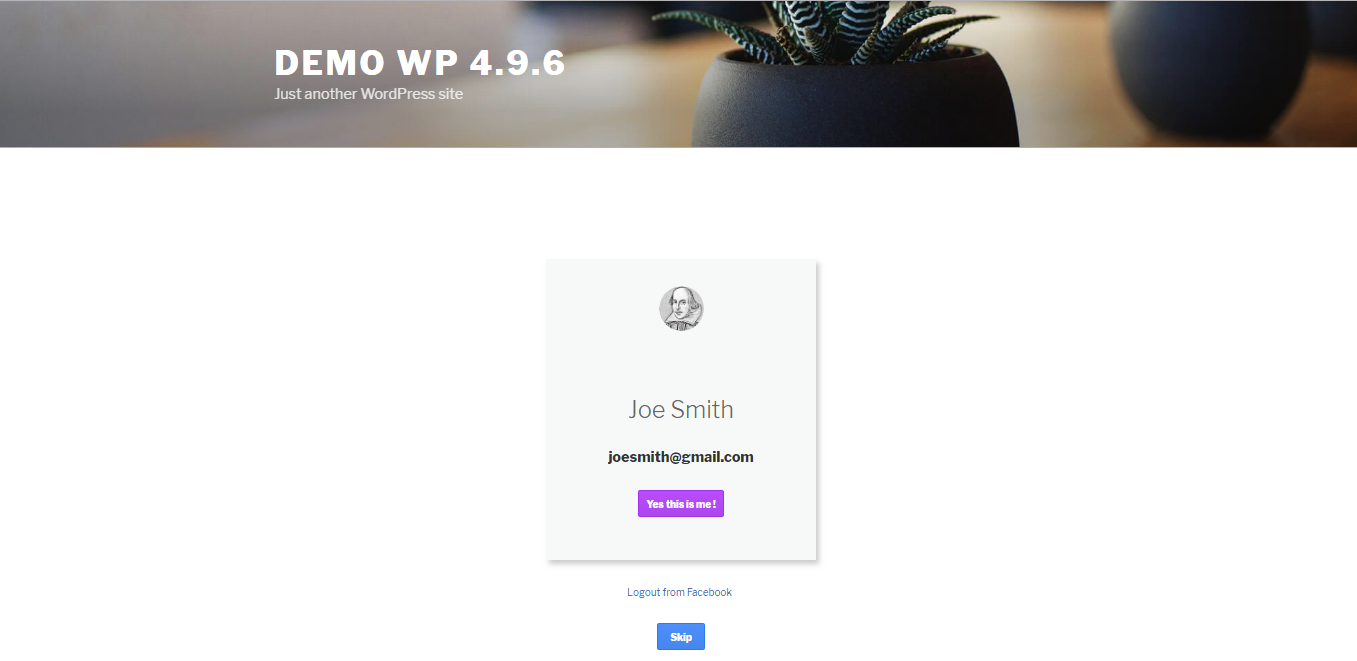 DEMO WP 4.9.6
Just another WordPress site
Joe Smith
joesmith@gmail.com
Yes this is me!
Logout from Facebook
Skip